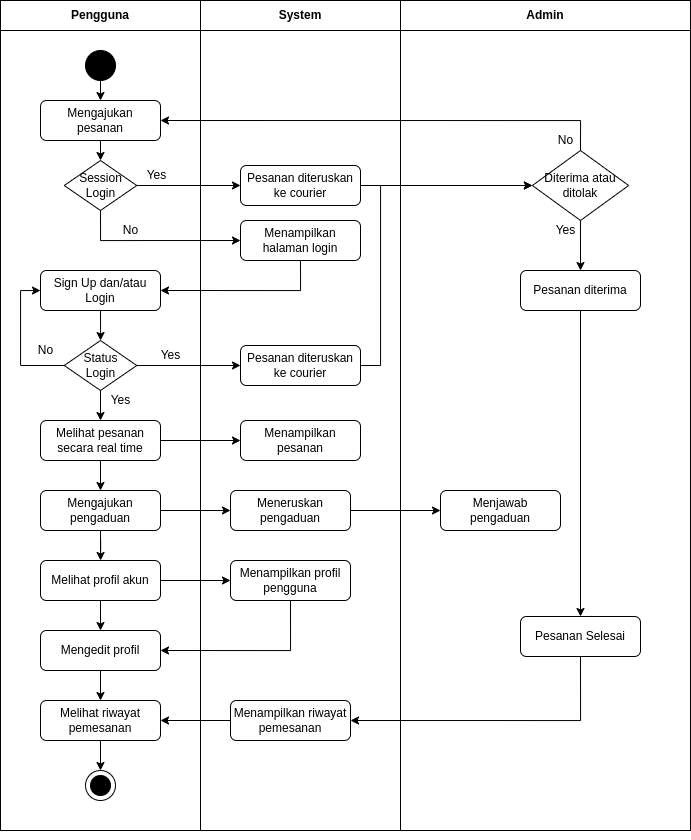 Pengguna
System
Admin
Mengajukan
pesanan
No
Session
Login
Yes
Pesanan diteruskan
ke courier
Diterima atau
ditolak
No
Menampilkan
halaman login
Yes
Sign Up dan/atau
Login
Pesanan diterima
No
Status
Login
Yes
Pesanan diteruskan
ke courier
Yes
Melihat pesanan
secara real time
Menampilkan
pesanan
Mengajukan
pengaduan
Meneruskan
pengaduan
Menjawab
pengaduan
Melihat profil akun
Menampilkan profil
pengguna
Mengedit profil
Pesanan Selesai
Melihat riwayat
pemesanan
Menampilkan riwayat
pemesanan